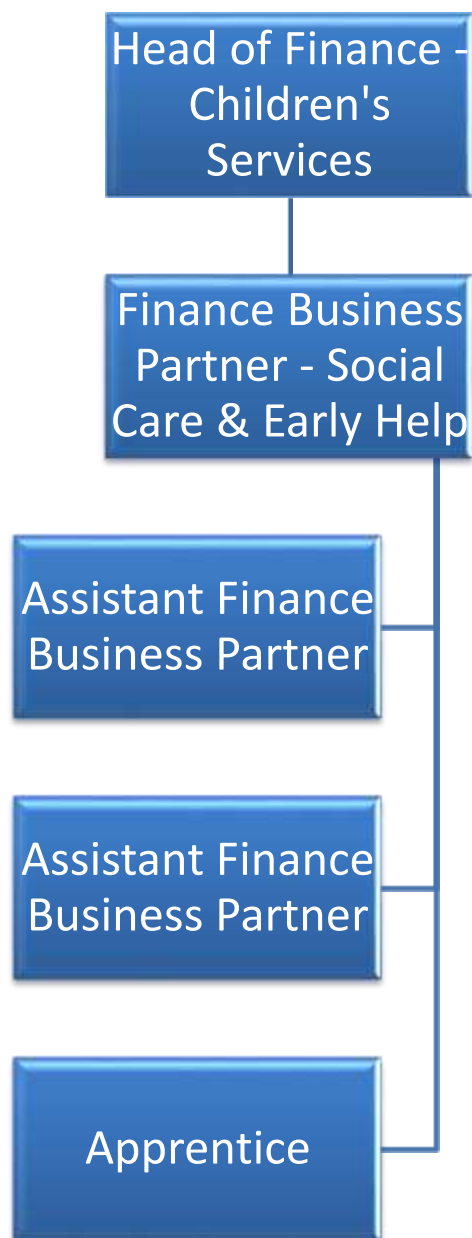 Head of Finance -
Children's
Services
Finance Business
Partner - Social
Care & Early Help
Assistant Finance
Business Partner
Assistant Finance
Business Partner
Apprentice